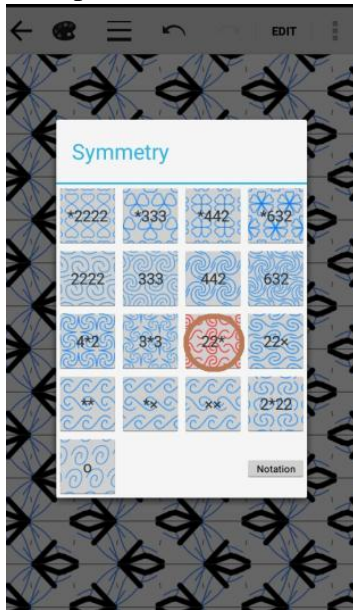 EDIT
Symmetry
*2222 *333 *442 *632
2222 333 442 632
4*2 3*3 22* 22×
** *× ×× 2*22
o
Notation